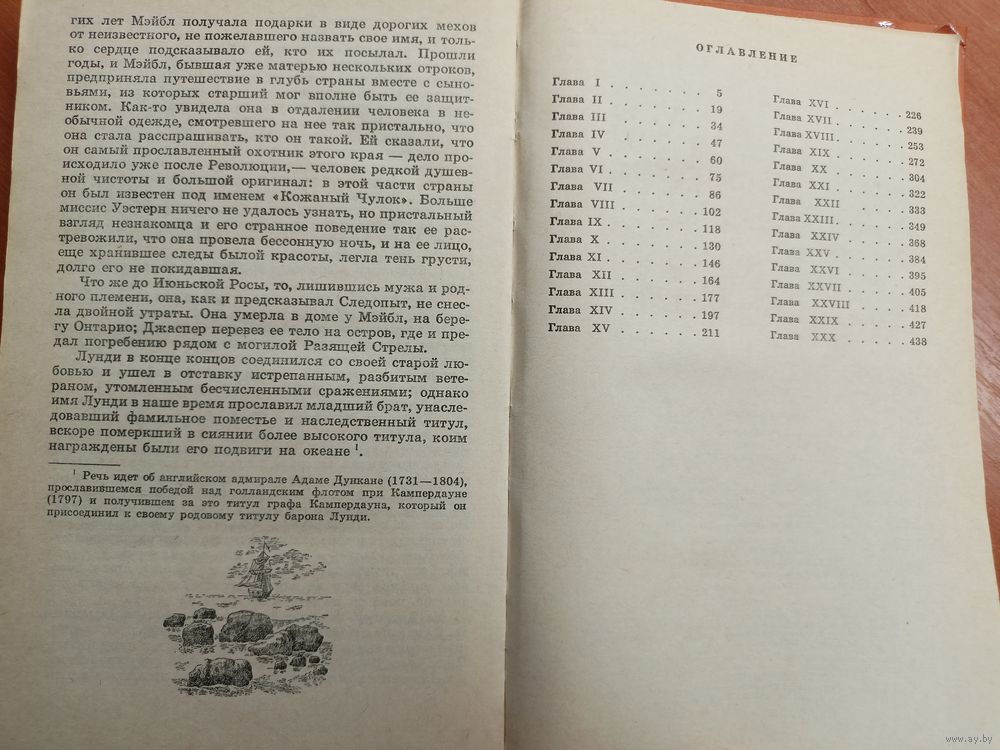 гих лет Мэйбл получала подарки в виде дорогих мехов
от неизвестного, не пожелавшего назвать свое имя, и толь-
ко сердце подсказывало ей, кто их посылал. Прошли
годы, и Мэйбл, бывшая уже матерью нескольких отроков,
предприняла путешествие в глубь страны вместе с сыно-
вьями, из которых старший мог вполне быть ее защит-
ником. Как-то увидела она в отдалении человека в не-
обычной одежде, смотревшего на нее так пристально, что
она стала расспрашивать, кто он такой. Ей сказали, что
он самый прославленный охотник этого края — дело про-
исходило уже после Революции,— человек редкой душев-
ной чистоты и большой оригинал: в этой части страны
он был известен под именем «Кожаный Чулок». Больше
миссис Уэстерн ничего не удалось узнать, но пристальный
взгляд незнакомца и его странное поведение так ее рас-
тревожили, что она провела бессонную ночь, и на ее лицо,
еще хранившее следы былой красоты, легла тень грусти,
долго его не покидавшая.
Что же до Июньской Росы, то, лишившись мужа и род-
ного племени, она, как и предсказывал Следопыт, не снес-
ла двойной утраты. Она умерла в доме у Мэйбл, на бере-
гу Онтарио; Джаспер перевез ее тело на остров, где и пре-
дал погребению рядом с могилой Разящей Стрелы.
Лунди в конце концов соединился со своей старой лю-
бовью и ушел в отставку истрепанным, разбитым вете-
раном, утомленным бесчисленными сражениями; однако
имя Лунди в наше время прославил младший брат, унасле-
довавший фамильное поместье и наследственный титул,
вскоре померкший в сиянии более высокого титула, коим
награждены были его подвиги на океане ¹.
¹ Речь идет об английском адмирале Адаме Дункане (1731—1804),
прославившемся победой над голландским флотом при Кампердауне
(1797) и получившем за это титул графа Кампердауна, который он
присоединил к своему родовому титулу барона Лунди.
ОГЛАВЛЕНИЕ
Глава I . . . . . . . 5
Глава II . . . . . . . 19
Глава III . . . . . . 34
Глава IV . . . . . . 47
Глава V . . . . . . . 60
Глава VI . . . . . . 75
Глава VII . . . . . . 86
Глава VIII . . . . . 102
Глава IX . . . . . . 118
Глава X . . . . . . 130
Глава XI . . . . . . 146
Глава XII . . . . . . 164
Глава XIII . . . . . 177
Глава XIV . . . . . 197
Глава XV . . . . . . 211
Глава XVI . . . . . 226
Глава XVII . . . . . 239
Глава XVIII . . . . . 253
Глава XIX . . . . . 272
Глава XX . . . . . 304
Глава XXI . . . . . 322
Глава XXII . . . . . 333
Глава XXIII . . . . . 349
Глава XXIV . . . . . 368
Глава XXV . . . . . 384
Глава XXVI . . . . . 395
Глава XXVII . . . . . 405
Глава XXVIII . . . . 418
Глава XXIX . . . . . 427
Глава XXX . . . . . 438
www.ay.by